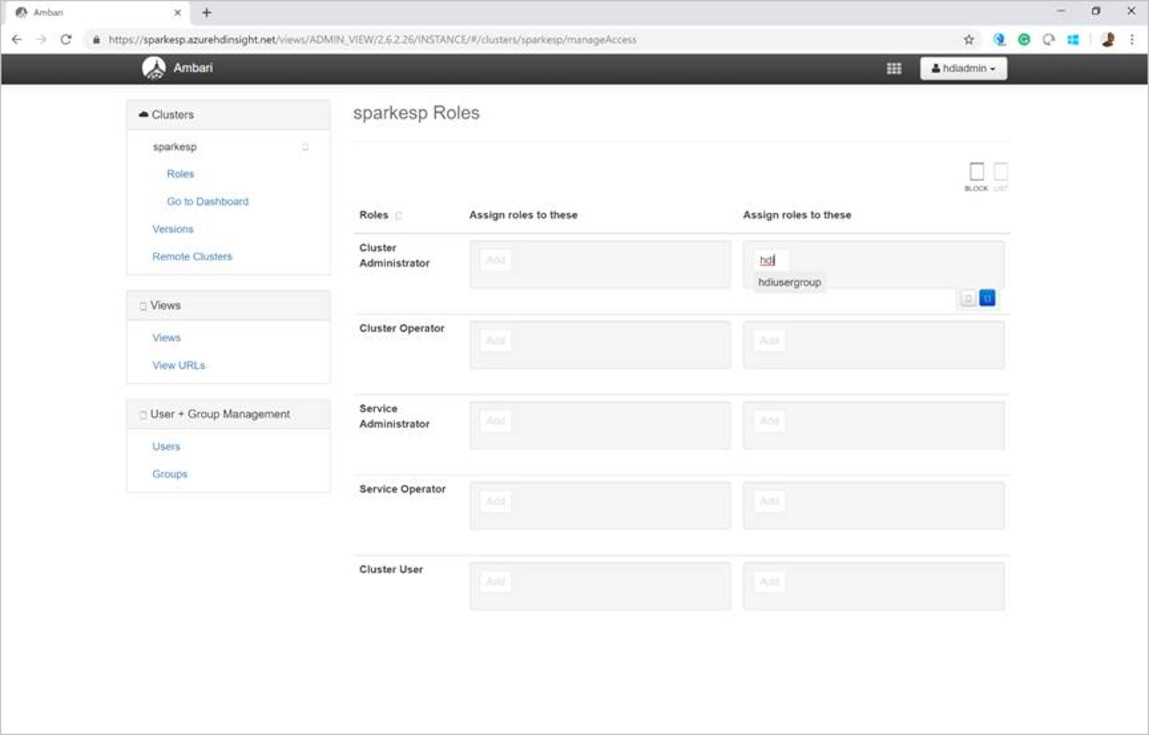 Ambari
https://sparkesp.azurehdinsight.net/views/ADMIN_VIEW/2.6.2.26/INSTANCE/#/clusters/sparkesp/manageAccess
Ambari
hdiadmin
Clusters
sparkesp
Roles
Go to Dashboard
Versions
Remote Clusters
Views
Views
View URLs
User + Group Management
Users
Groups
sparkesp Roles
BLOCK LIST
Roles Assign roles to these Assign roles to these
Cluster
Administrator
Add
hdi
hdiusergroup
Cluster Operator
Add Add
Service
Administrator
Add Add
Service Operator
Add Add
Cluster User
Add Add